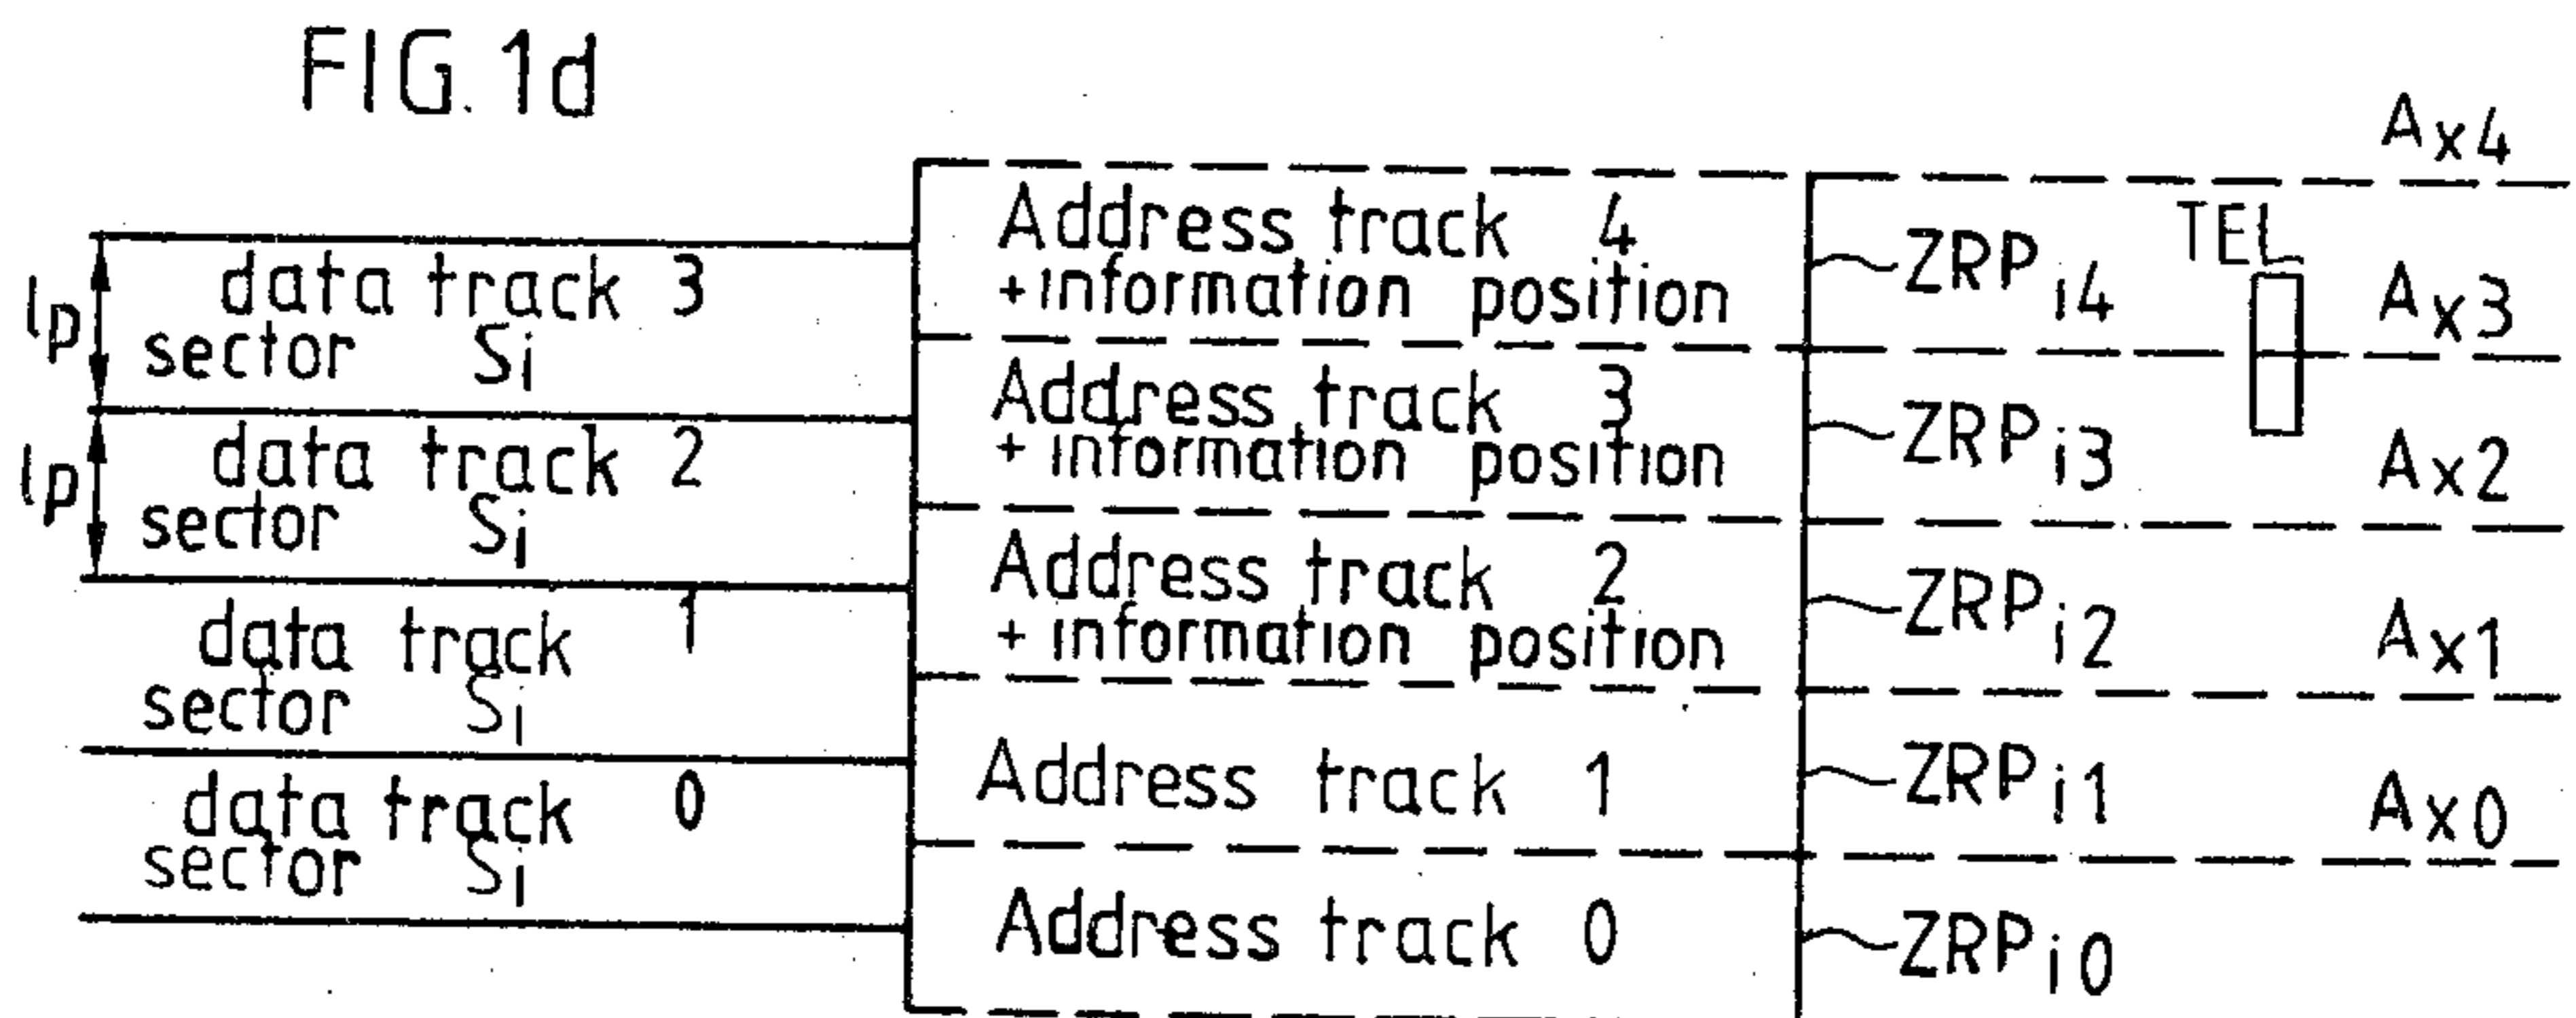 FIG. 1d
Ax4
Address track 4
+ information position
ZRPi4
TEL
Ax3
lp
data track 3
sector Si
Address track 3
+ information position
ZRPi3
Ax2
lp
data track 2
sector Si
Address track 2
+ information position
ZRPi2
Ax1
data track 1
sector Si
Address track 1
ZRPi1
Ax0
data track 0
sector Si
Address track 0
ZRPi0